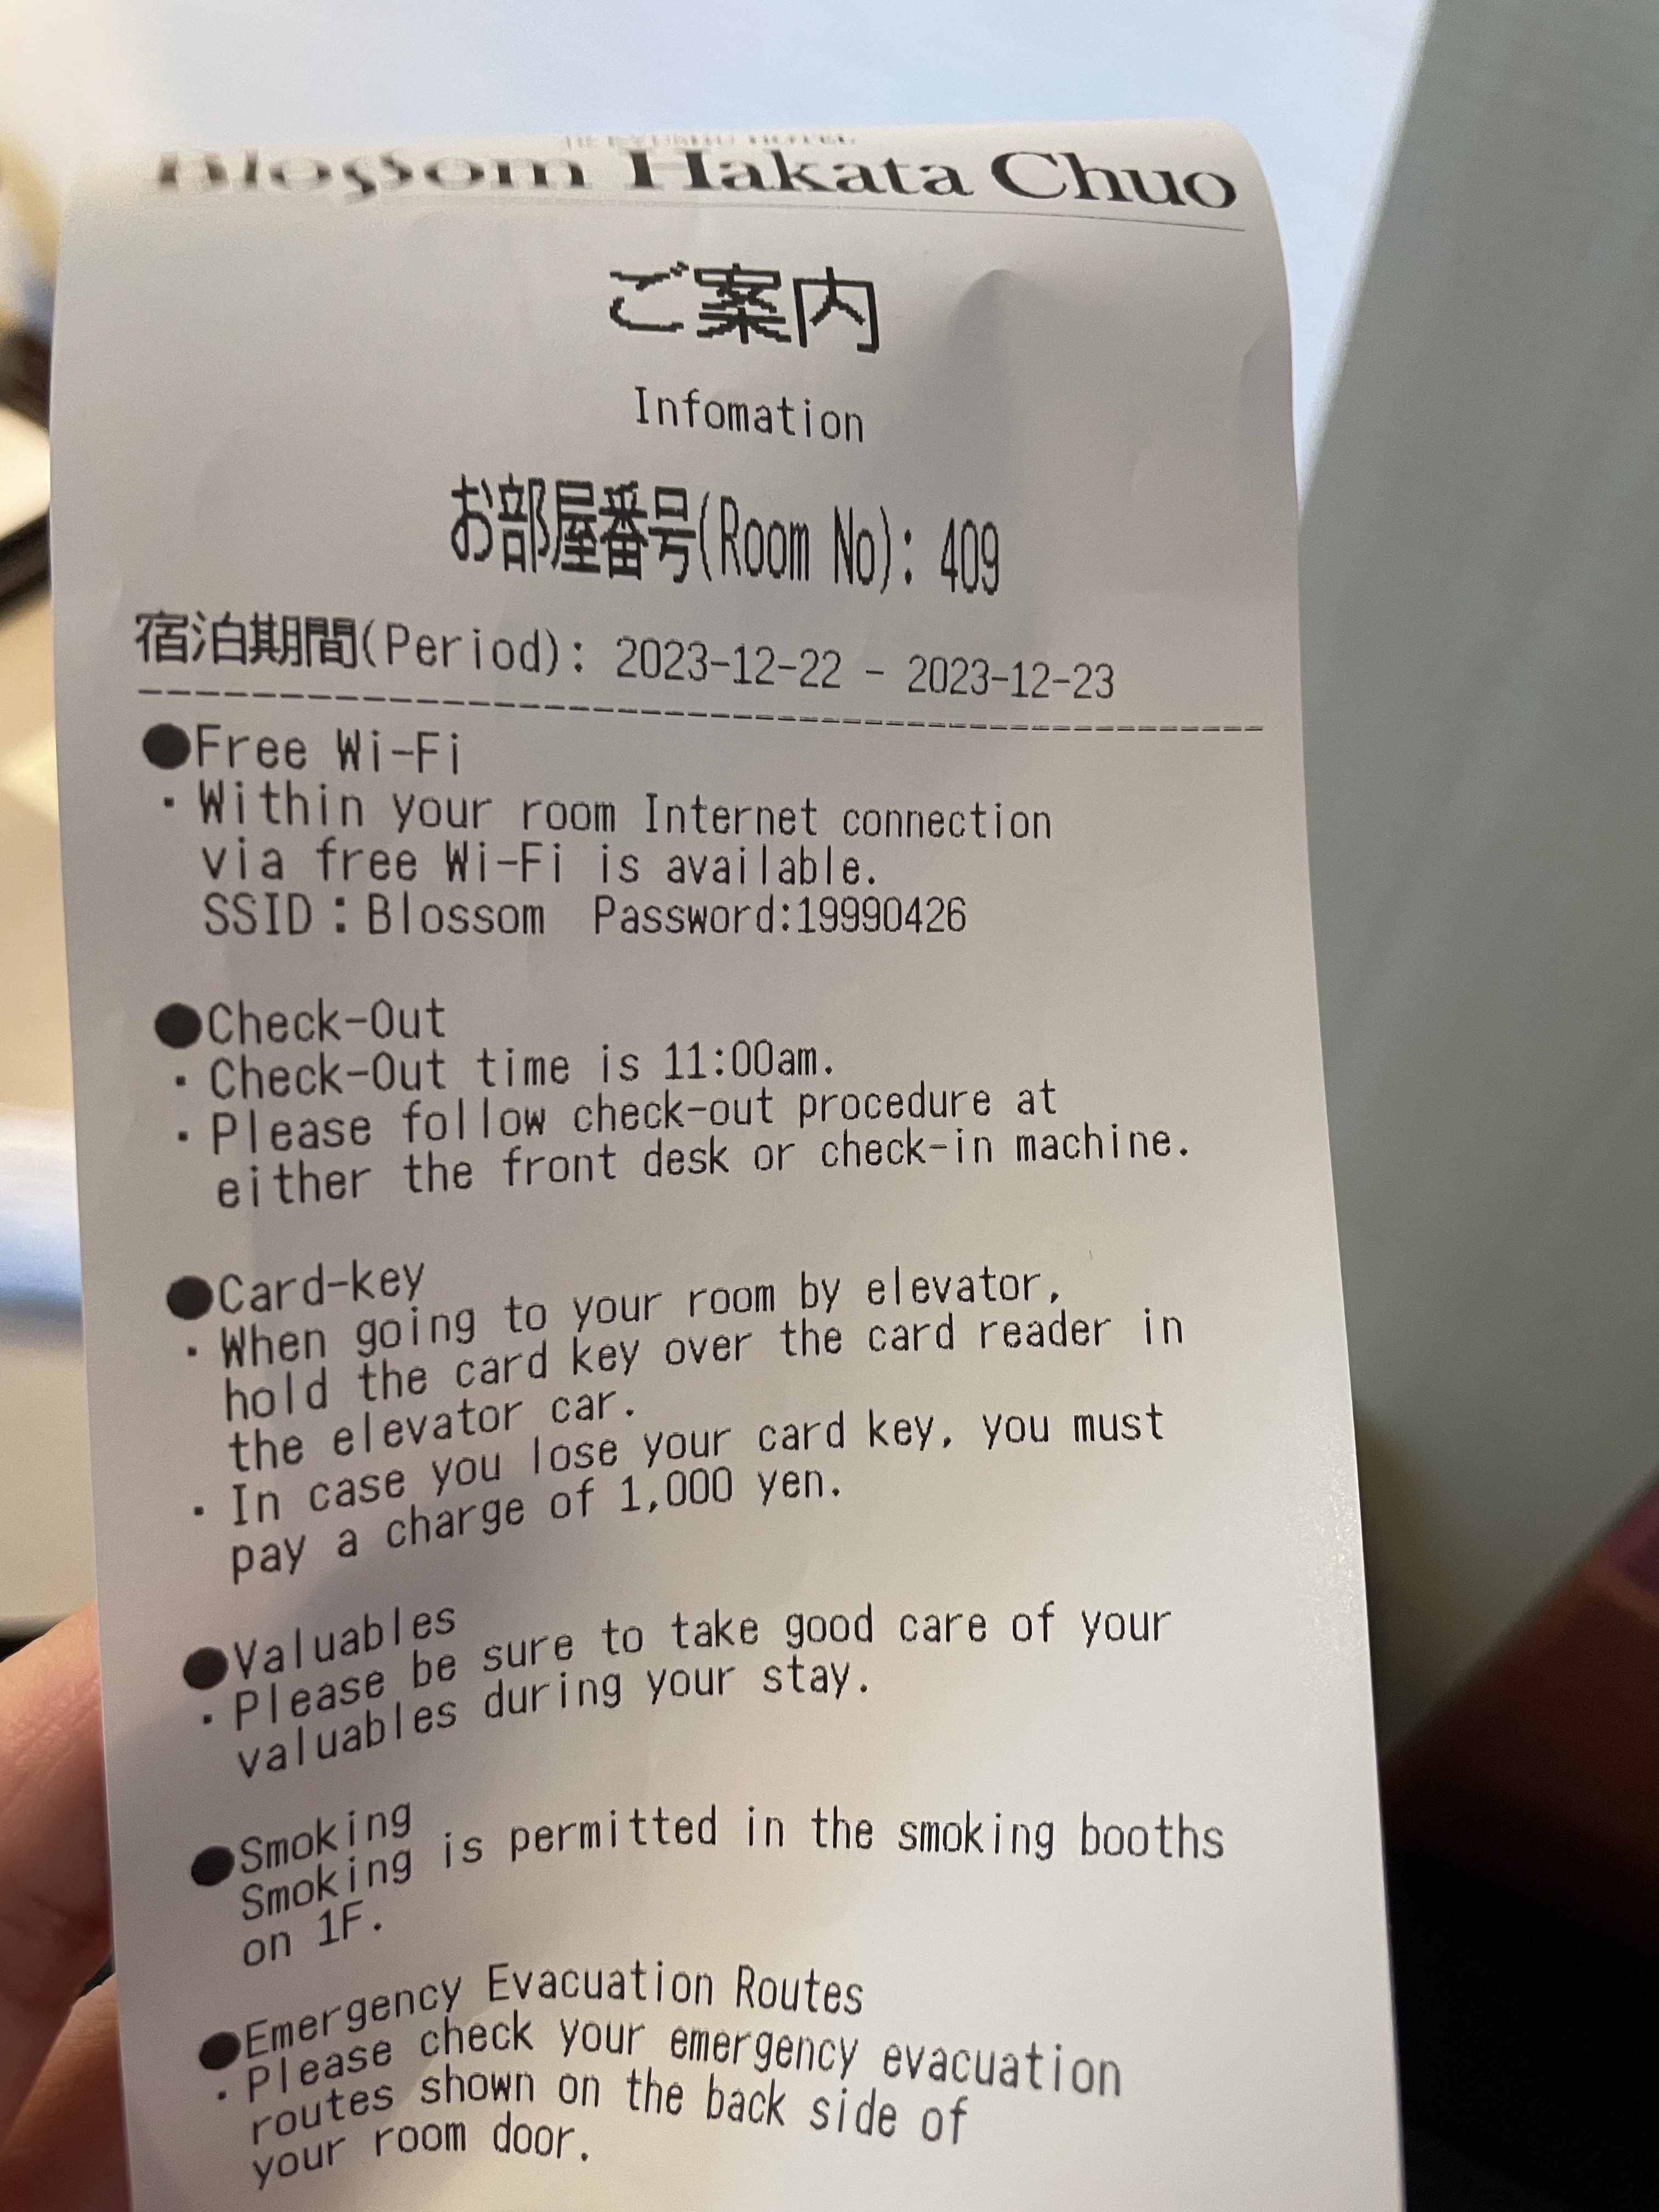 JR KYUSHU HOTEL
Blossom Hakata Chuo
ご案内
Infomation
お部屋番号(Room No): 409
宿泊期間(Period): 2023-12-22 - 2023-12-23
●Free Wi-Fi
・Within your room Internet connection
via free Wi-Fi is available.
SSID：Blossom Password:19990426
●Check-Out
・Check-Out time is 11:00am.
・Please follow check-out procedure at
either the front desk or check-in machine.
●Card-key
・When going to your room by elevator,
hold the card key over the card reader in
the elevator car.
・In case you lose your card key, you must
pay a charge of 1,000 yen.
●Valuables
・Please be sure to take good care of your
valuables during your stay.
●Smoking
Smoking is permitted in the smoking booths
on 1F.
●Emergency Evacuation Routes
・Please check your emergency evacuation
routes shown on the back side of
your room door.